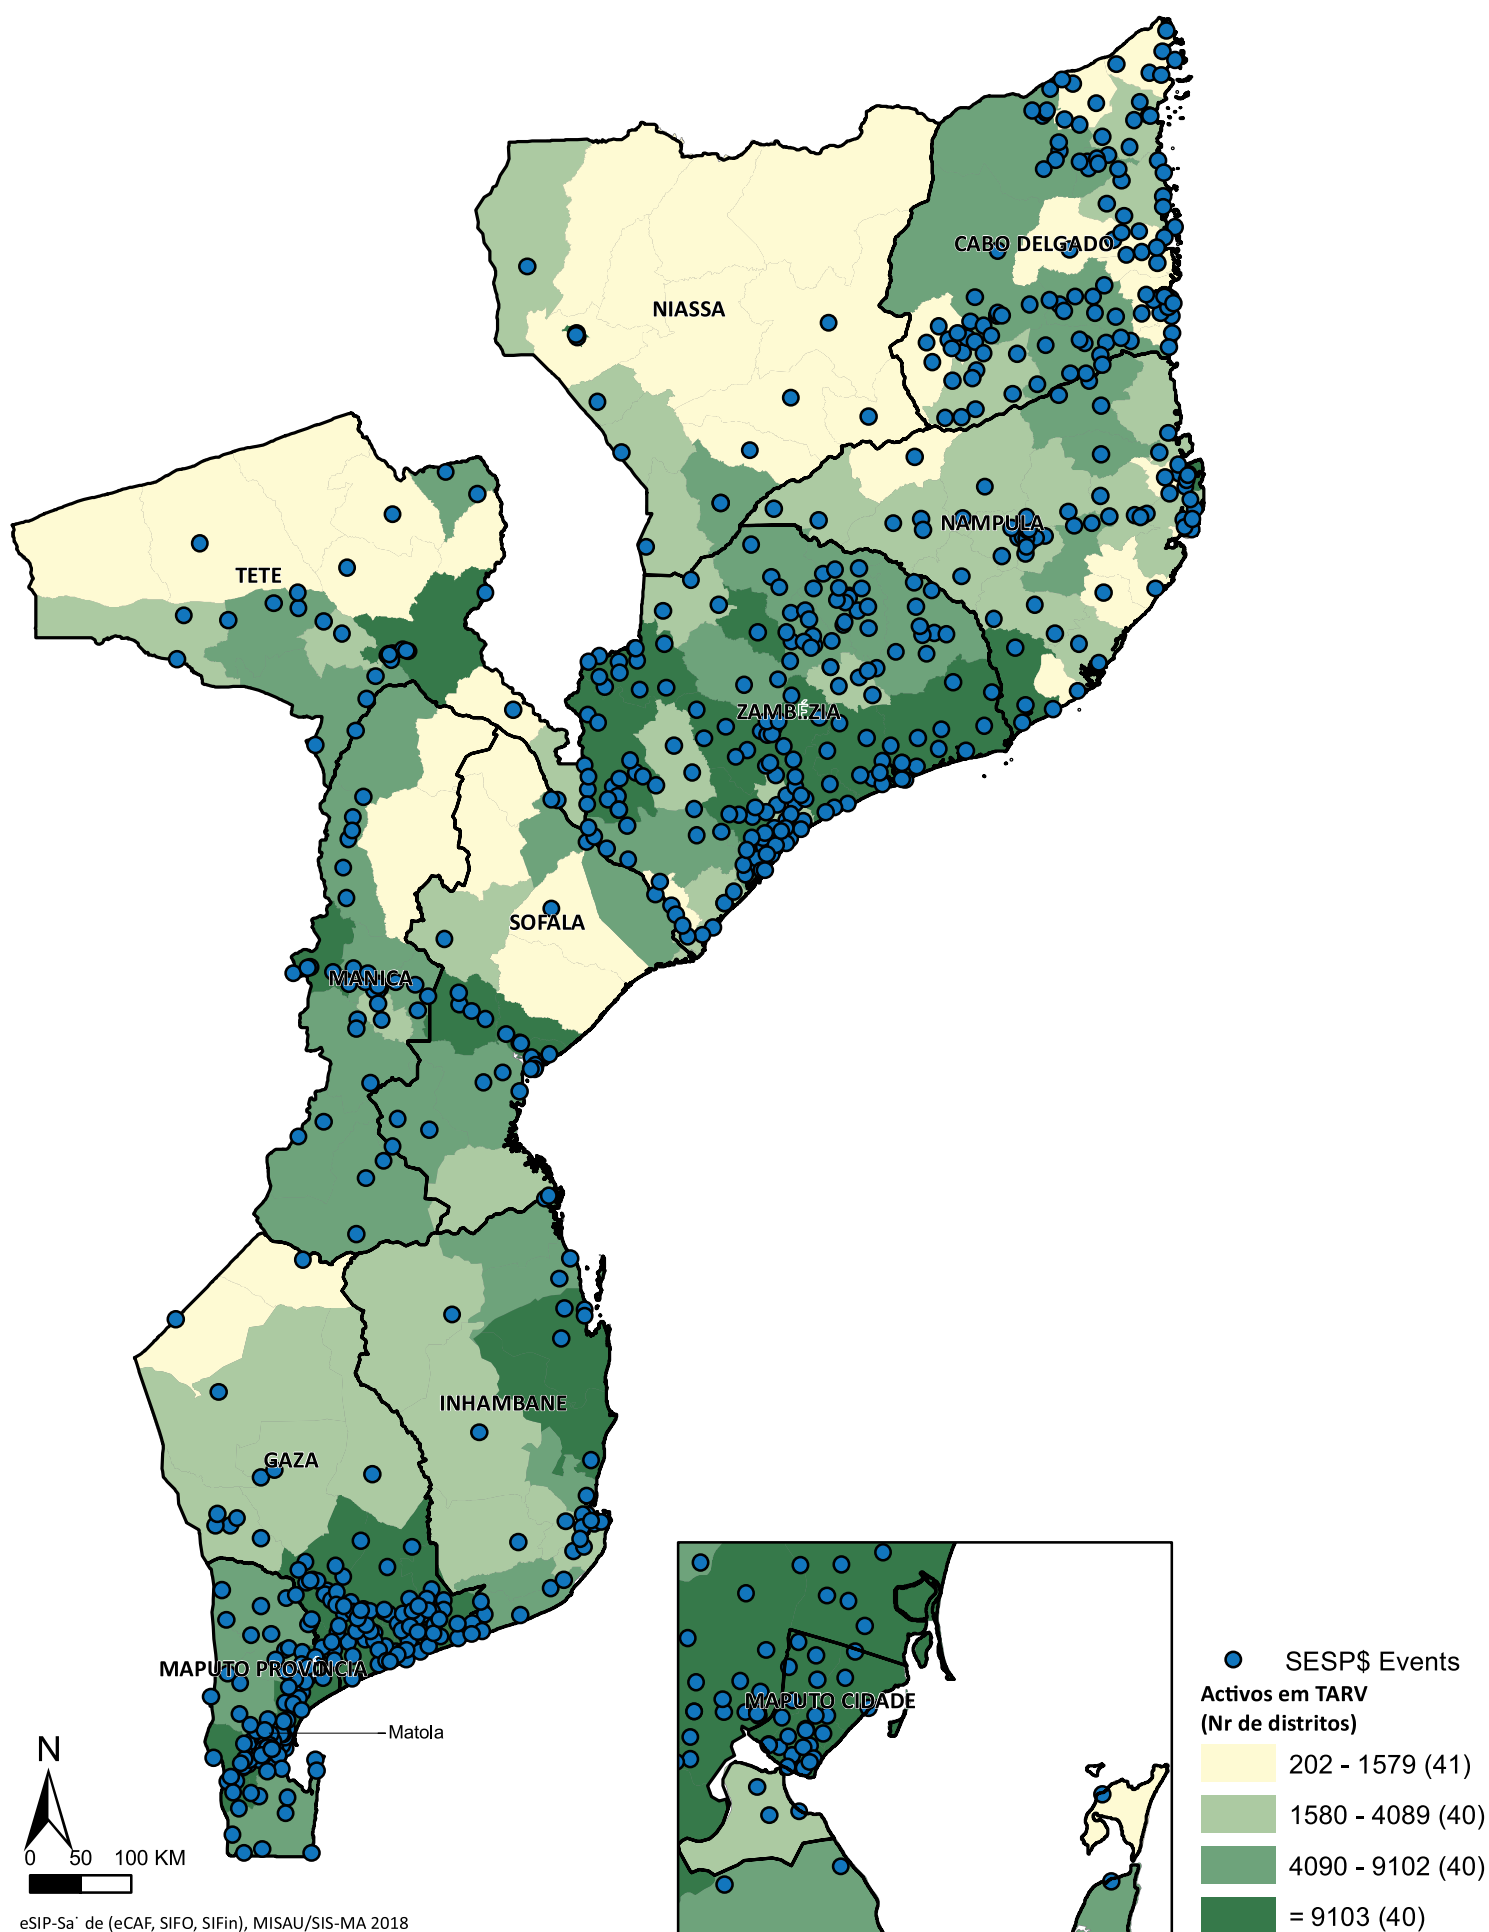 CABO DELGADO
NIASSA
NAMPULA
TETE
ZAMBÉZIA
SOFALA
MANICA
INHAMBANE
GAZA
MAPUTO PROVÍNCIA
MAPUTO CIDADE
Matola
N
0 50 100 KM
SESP$ Events
Activos em TARV
(Nr de distritos)
202 - 1579 (41)
1580 - 4089 (40)
4090 - 9102 (40)
= 9103 (40)
eSIP-Sa˙de (eCAF, SIFO, SIFin), MISAU/SIS-MA 2018